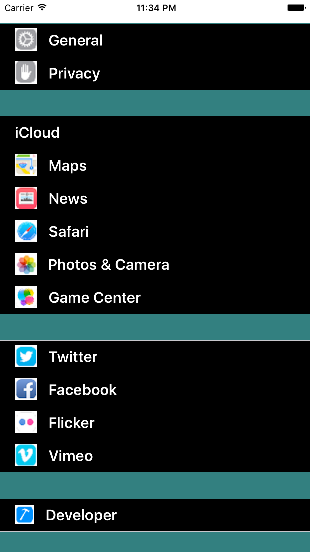 Carrier 11:34 PM
General
Privacy
iCloud
Maps
News
Safari
Photos & Camera
Game Center
Twitter
Facebook
Flicker
Vimeo
Developer